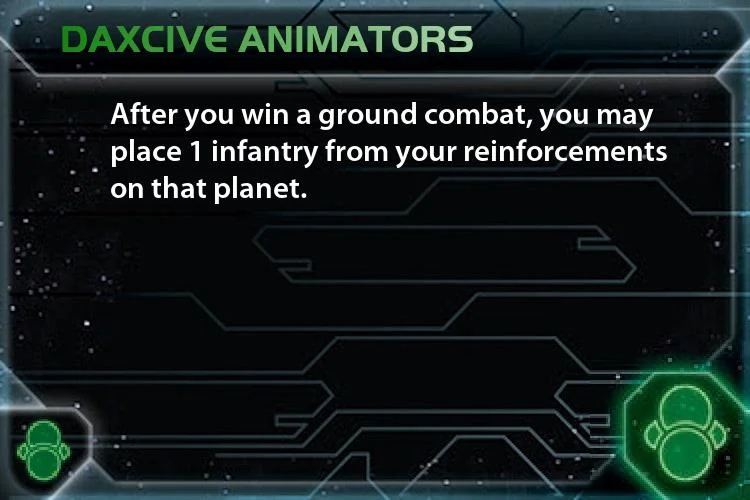 DAXCIVE ANIMATORS
After you win a ground combat, you may
place 1 infantry from your reinforcements
on that planet.